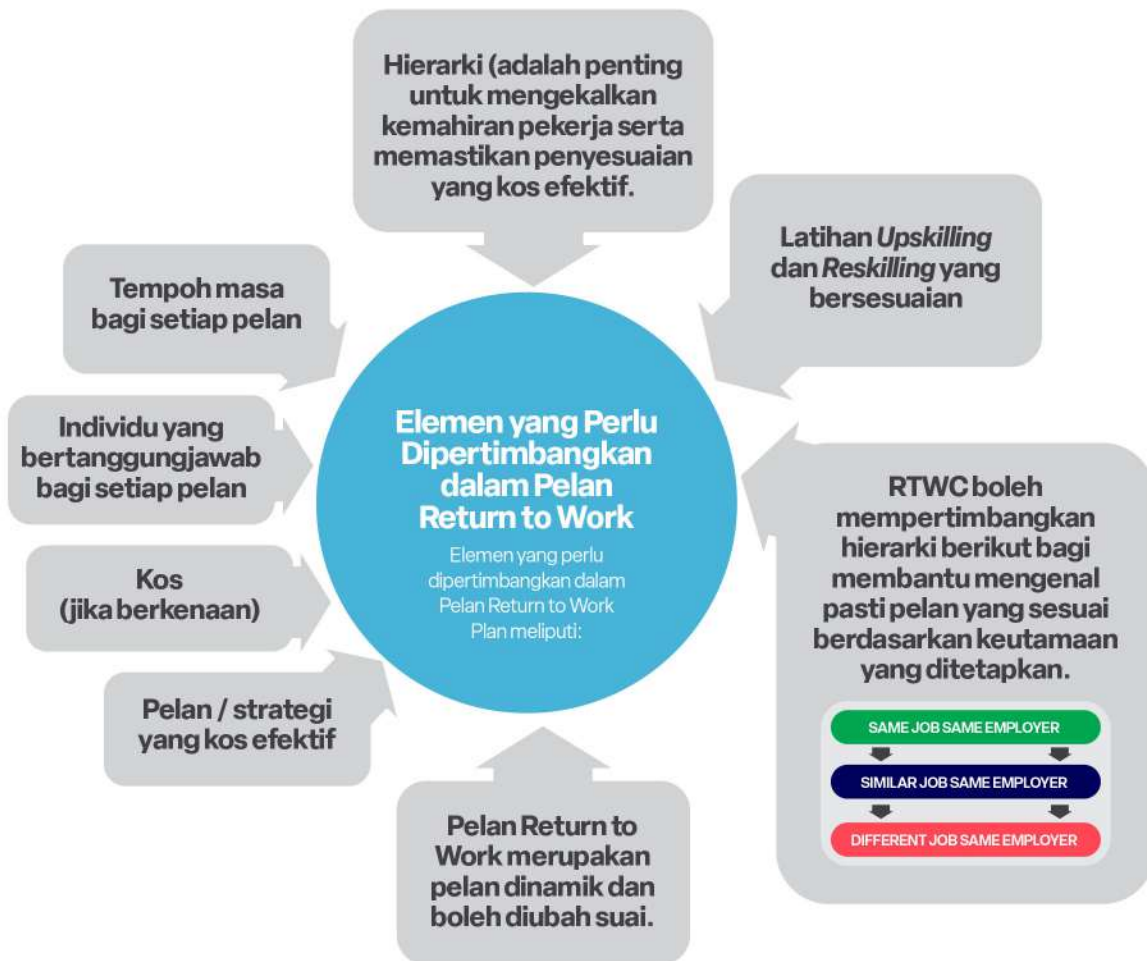 Hierarki (adalah penting
untuk mengekalkan
kemahiran pekerja serta
memastikan penyesuaian
yang kos efektif.
Latihan Upskilling
dan Reskilling yang
bersesuaian
Tempoh masa
bagi setiap pelan
Individu yang
bertanggungjawab
bagi setiap pelan
Kos
(jika berkenaan)
Pelan / strategi
yang kos efektif
Elemen yang Perlu
Dipertimbangkan
dalam Pelan
Return to Work
Elemen yang perlu
dipertimbangkan dalam
Pelan Return to Work
Plan meliputi:
RTWC boleh
mempertimbangkan
hierarki berikut bagi
membantu mengenal
pasti pelan yang sesuai
berdasarkan keutamaan
yang ditetapkan.
SAME JOB SAME EMPLOYER
SIMILAR JOB SAME EMPLOYER
DIFFERENT JOB SAME EMPLOYER
Pelan Return to
Work merupakan
pelan dinamik dan
boleh diubah suai.